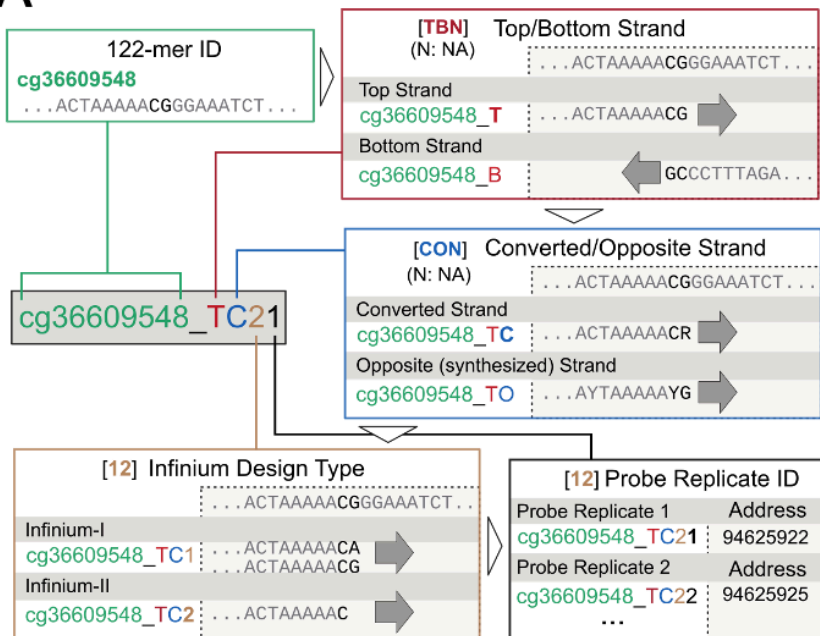 A
122-mer ID
cg36609548
...ACTAAAAACGGGAAATCT...
[TBN] Top/Bottom Strand
(N: NA)
...ACTAAAAACGGGAAATCT...
Top Strand
cg36609548_T ...ACTAAAAACG
Bottom Strand
cg36609548_B GCCCTTTAGA...
cg36609548_TC21
[CON] Converted/Opposite Strand
(N: NA)
...ACTAAAAACGGGAAATCT...
Converted Strand
cg36609548_TC ...ACTAAAAACR
Opposite (synthesized) Strand
cg36609548_TO ...AYTAAAAAYG
[12] Infinium Design Type
...ACTAAAAACGGGAAATCT..
Infinium-I
cg36609548_TC1 ...ACTAAAAACA
...ACTAAAAACG
Infinium-II
cg36609548_TC2 ...ACTAAAAAC
[12] Probe Replicate ID
Probe Replicate 1 Address
cg36609548_TC21 94625922
Probe Replicate 2 Address
cg36609548_TC22 94625925
...